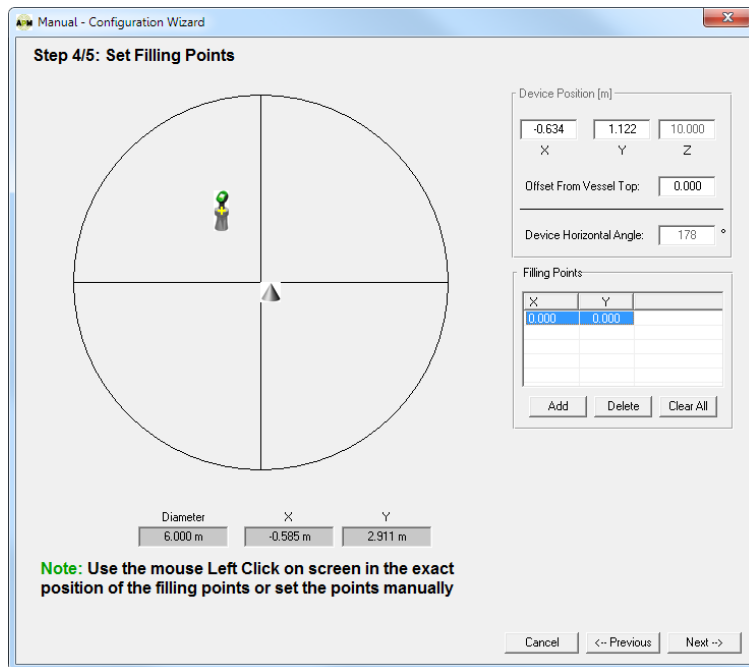 Manual - Configuration Wizard
Step 4/5: Set Filling Points
Device Position [m]
-0.634 1.122 10.000
X Y Z
Offset From Vessel Top: 0.000
Device Horizontal Angle: 178 °
Filling Points
X Y
0.000 0.000
Add Delete Clear All
Diameter X Y
6.000 m -0.585 m 2.911 m
Note: Use the mouse Left Click on screen in the exact
position of the filling points or set the points manually
Cancel <-- Previous Next -->